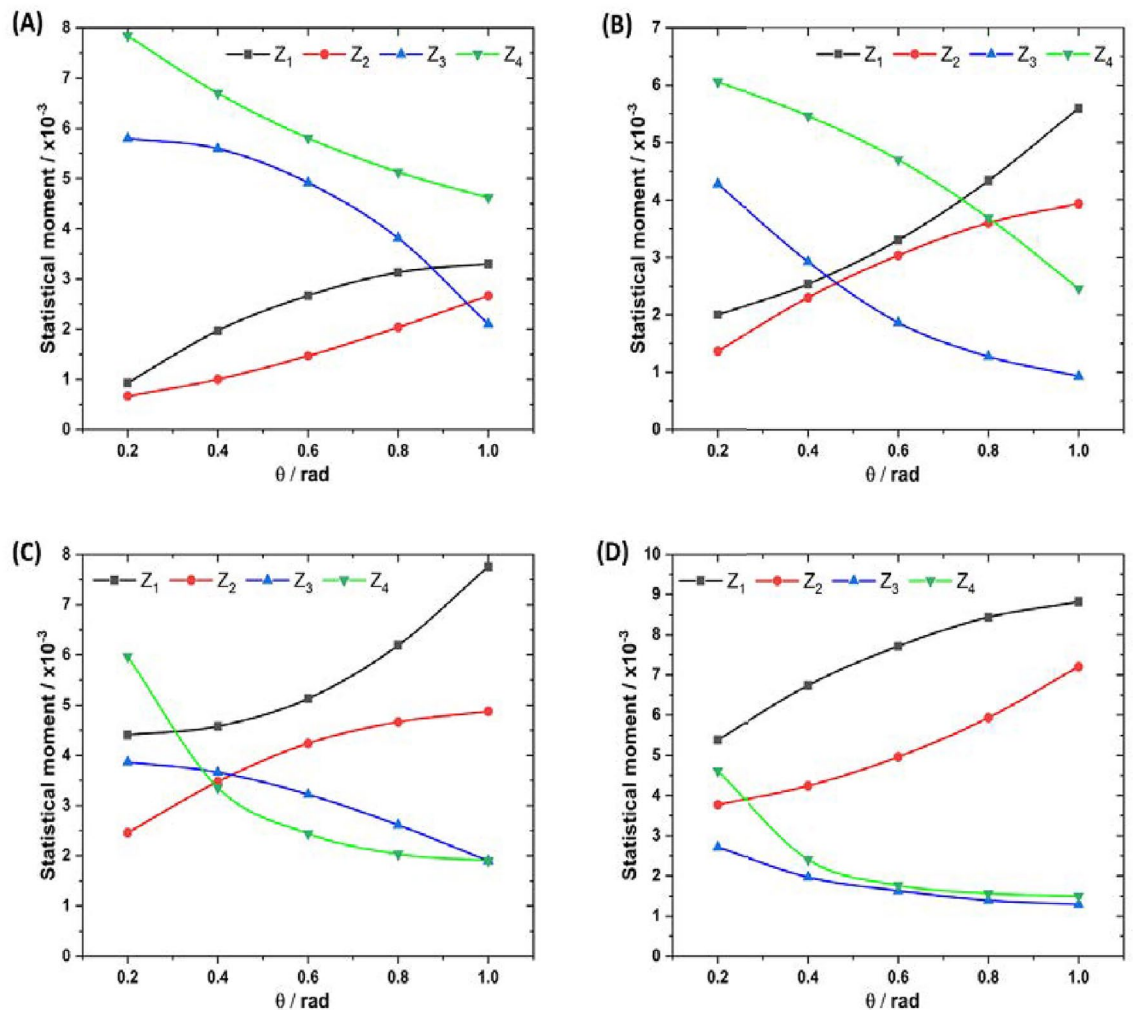 (A)
Z₁ Z₂ Z₃ Z₄
Statistical moment / x10⁻³
8
7
6
5
4
3
2
1
0
0.2 0.4 0.6 0.8 1.0
θ / rad
(B)
Z₁ Z₂ Z₃ Z₄
Statistical moment / x10⁻³
7
6
5
4
3
2
1
0
0.2 0.4 0.6 0.8 1.0
θ / rad
(C)
Z₁ Z₂ Z₃ Z₄
Statistical moment / x10⁻³
8
7
6
5
4
3
2
1
0
0.2 0.4 0.6 0.8 1.0
θ / rad
(D)
Z₁ Z₂ Z₃ Z₄
Statistical moment / x10⁻³
10
9
8
7
6
5
4
3
2
1
0
0.2 0.4 0.6 0.8 1.0
θ / rad